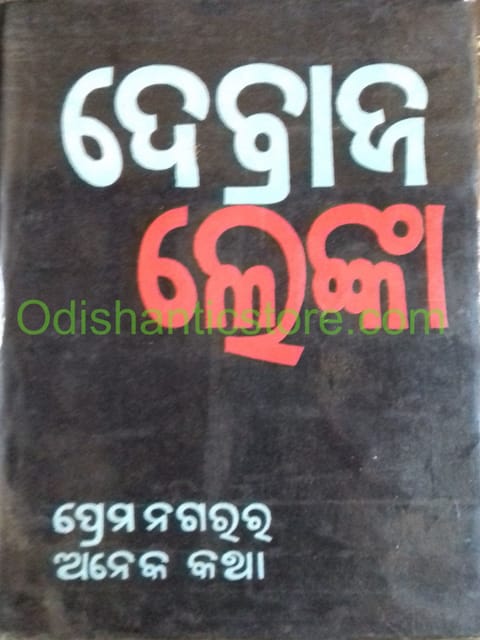 ଦେବ୍ରାଜ
ଲେଙ୍କା
Odishanticstore.com
ପ୍ରେମ ନଗରର
ଅନେକ କଥା